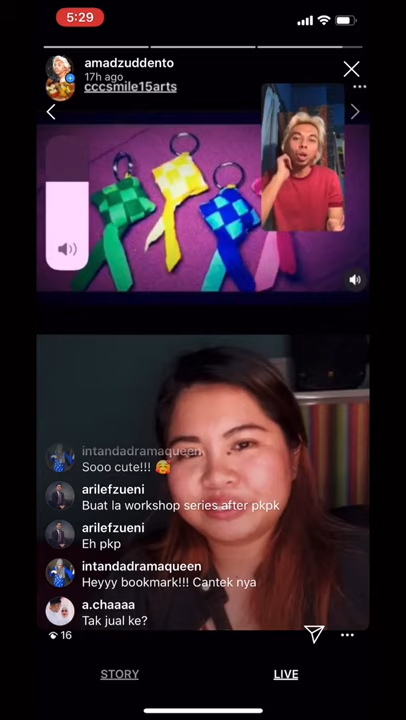 5:29
amadzuddento
17h ago
cccsmile15arts
intandadramaqueen
Sooo cute!!! 🥰
arilefzueni
Buat la workshop series after pkpk
arilefzueni
Eh pkp
intandadramaqueen
Heyyy bookmark!!! Cantek nya
a.chaaaa
Tak jual ke?
16
STORY
LIVE